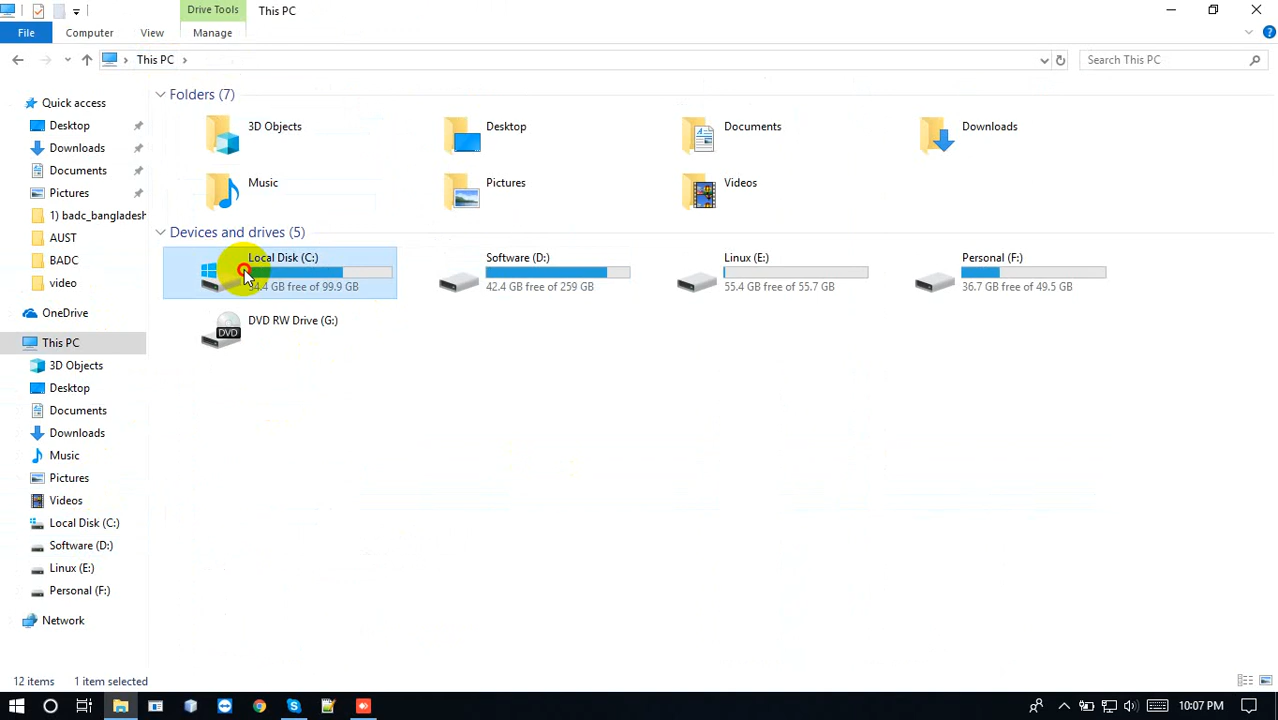 Drive Tools
This PC
File
Computer
View
Manage
This PC
Search This PC
Quick access
Desktop
Downloads
Documents
Pictures
1) badc_bangladesh
AUST
BADC
video
OneDrive
This PC
3D Objects
Desktop
Documents
Downloads
Music
Pictures
Videos
Local Disk (C:)
Software (D:)
Linux (E:)
Personal (F:)
Network
Folders (7)
3D Objects
Desktop
Documents
Downloads
Music
Pictures
Videos
Devices and drives (5)
Local Disk (C:)
GB free of 99.9 GB
Software (D:)
42.4 GB free of 259 GB
Linux (E:)
55.4 GB free of 55.7 GB
Personal (F:)
36.7 GB free of 49.5 GB
DVD RW Drive (G:)
DVD
12 items
1 item selected
10:07 PM